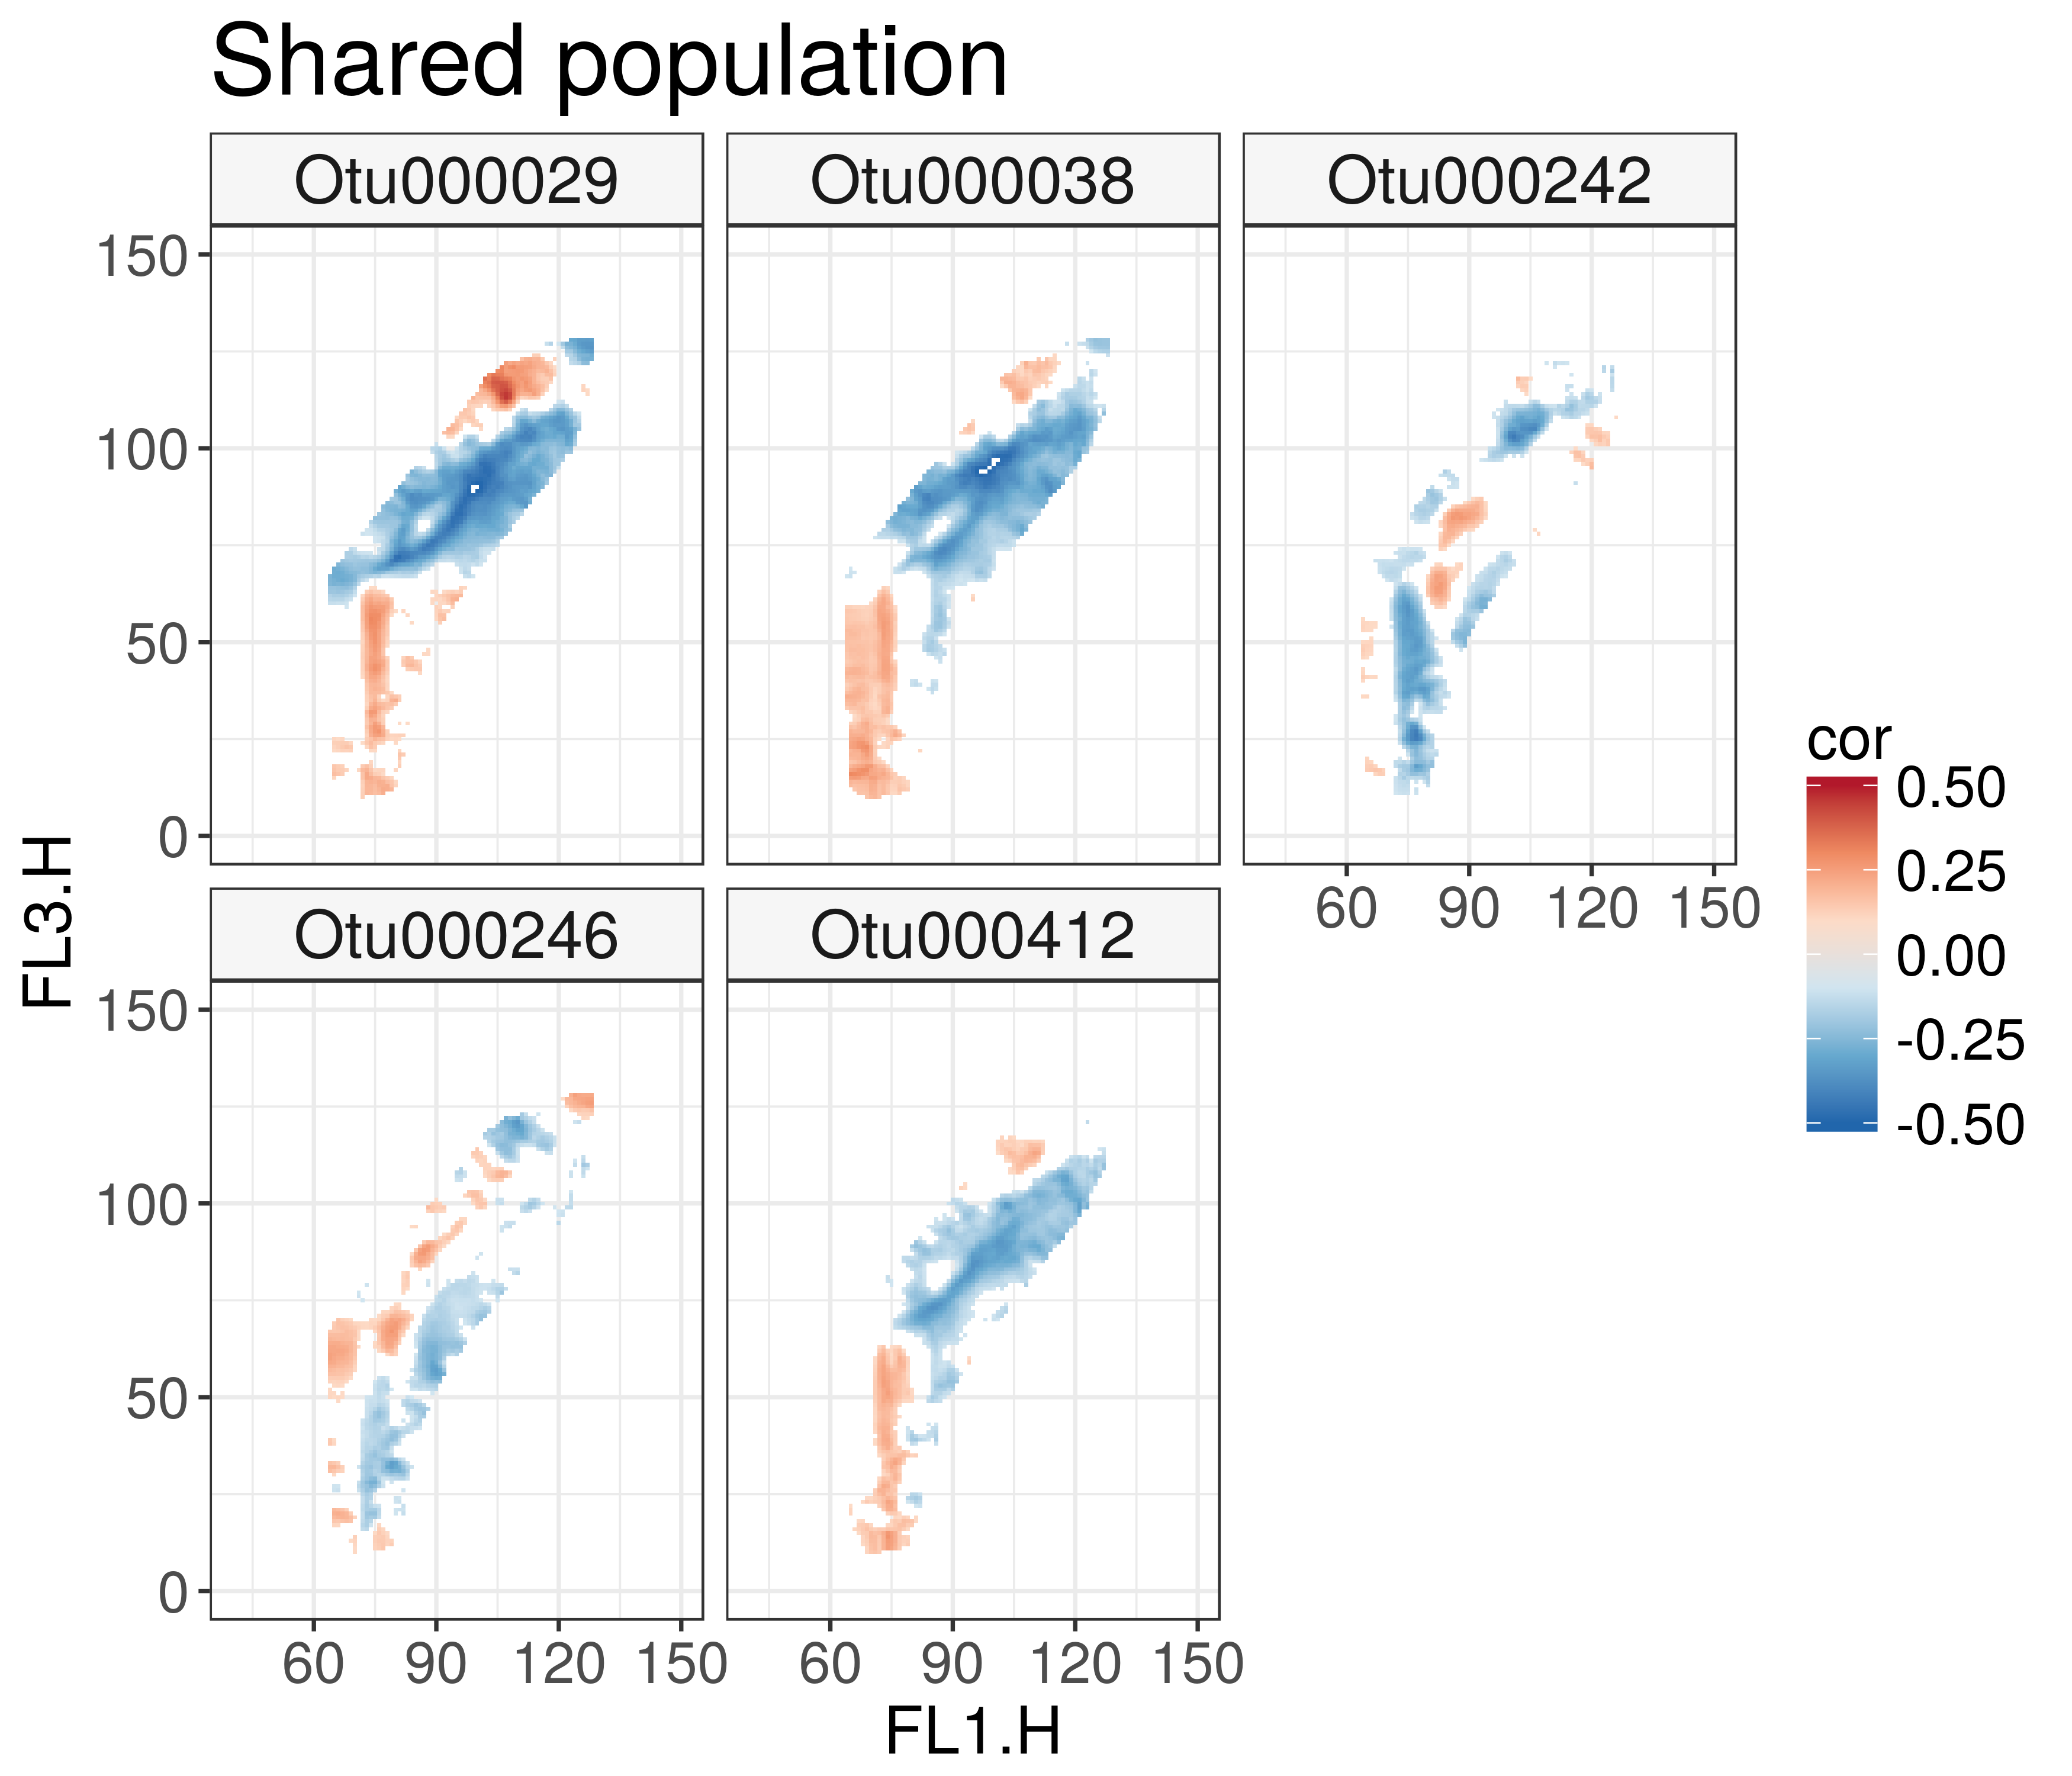 Shared population
Otu000029 Otu000038 Otu000242
150
100
50
0
60 90 120 150
Otu000246 Otu000412
150
100
50
0
60 90 120 150 60 90 120 150
FL1.H
FL3.H
cor
0.50
0.25
0.00
-0.25
-0.50